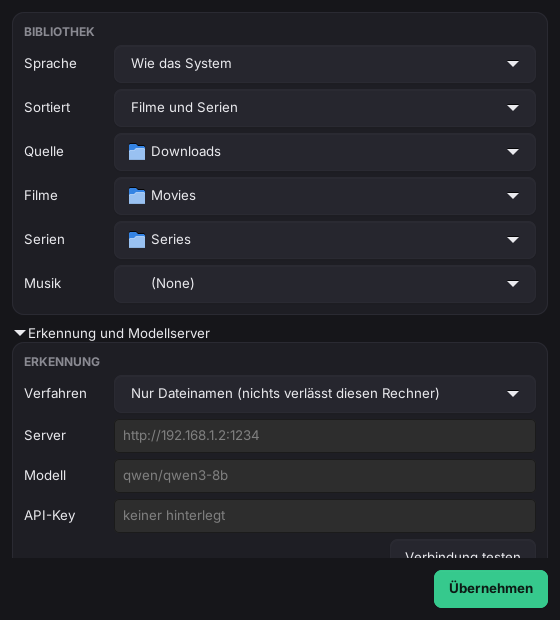 BIBLIOTHEK
Sprache Wie das System
Sortiert Filme und Serien
Quelle Downloads
Filme Movies
Serien Series
Musik (None)
Erkennung und Modellserver
ERKENNUNG
Verfahren Nur Dateinamen (nichts verlässt diesen Rechner)
Server http://192.168.1.2:1234
Modell qwen/qwen3-8b
API-Key keiner hinterlegt
Verbindung testen
Übernehmen